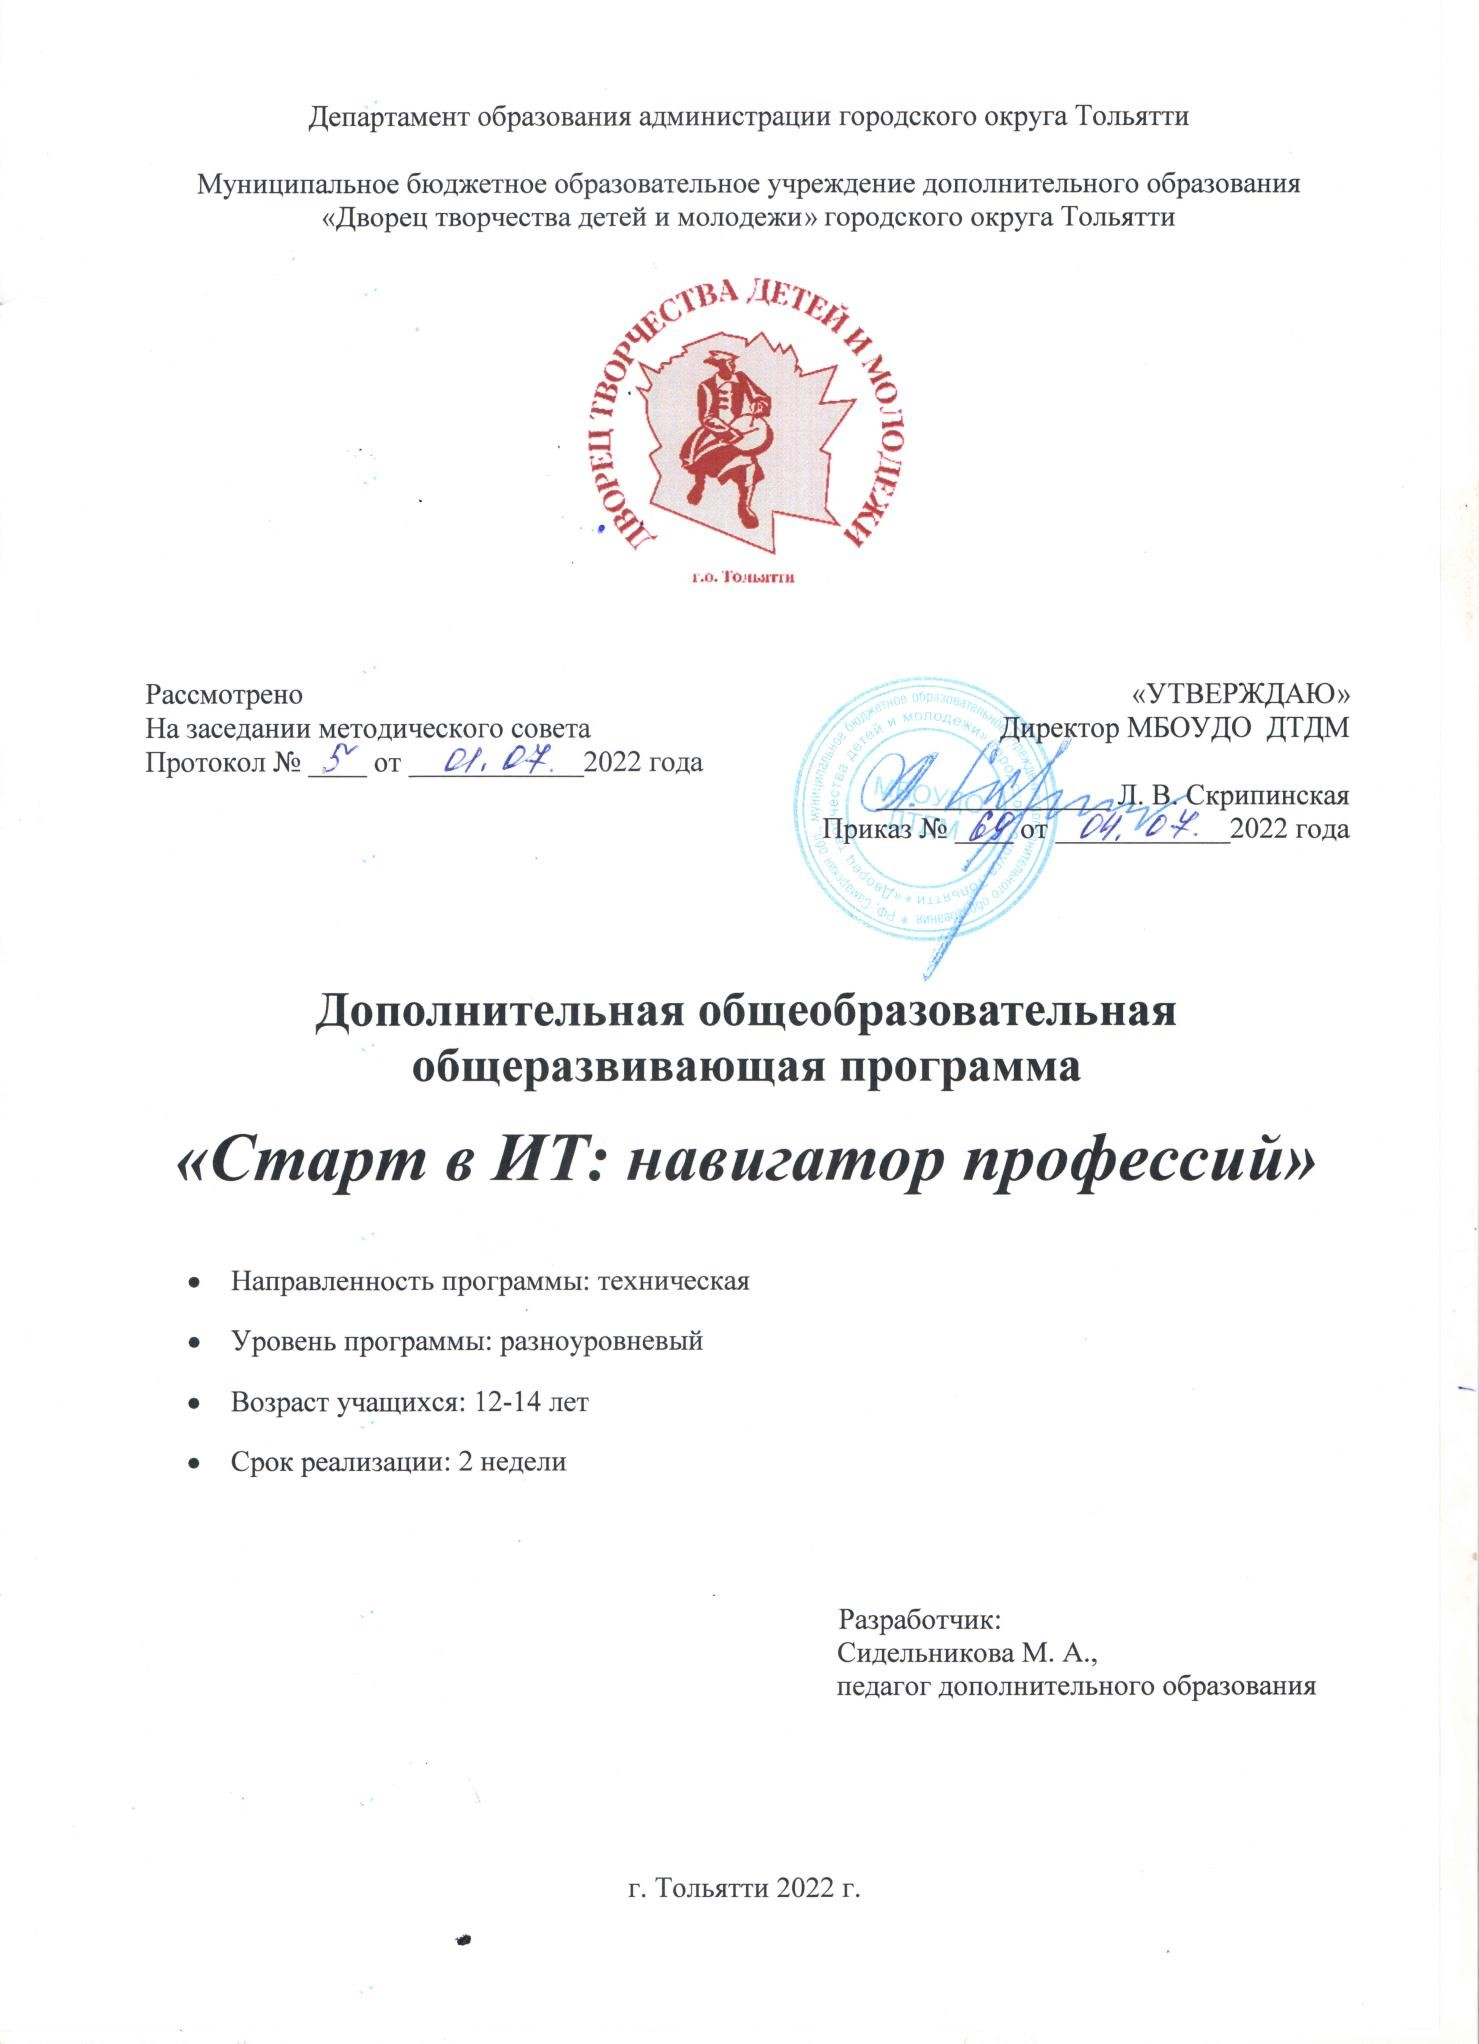 Департамент образования администрации городского округа Тольятти
Муниципальное бюджетное образовательное учреждение дополнительного образования
«Дворец творчества детей и молодежи» городского округа Тольятти
ДВОРЕЦ ТВОРЧЕСТВА ДЕТЕЙ И МОЛОДЕЖИ
г.о. Тольятти
Рассмотрено
На заседании методического совета
Протокол № 5 от 01.07.2022 года
«УТВЕРЖДАЮ»
Директор МБОУДО ДТДМ
Л. В. Скрипинская
Приказ № 69 от 04.07.2022 года
МБОУДО
ДТДМ
Дополнительная общеобразовательная
общеразвивающая программа
«Старт в ИТ: навигатор профессий»
• Направленность программы: техническая
• Уровень программы: разноуровневый
• Возраст учащихся: 12-14 лет
• Срок реализации: 2 недели
Разработчик:
Сидельникова М. А.,
педагог дополнительного образования
г. Тольятти 2022 г.